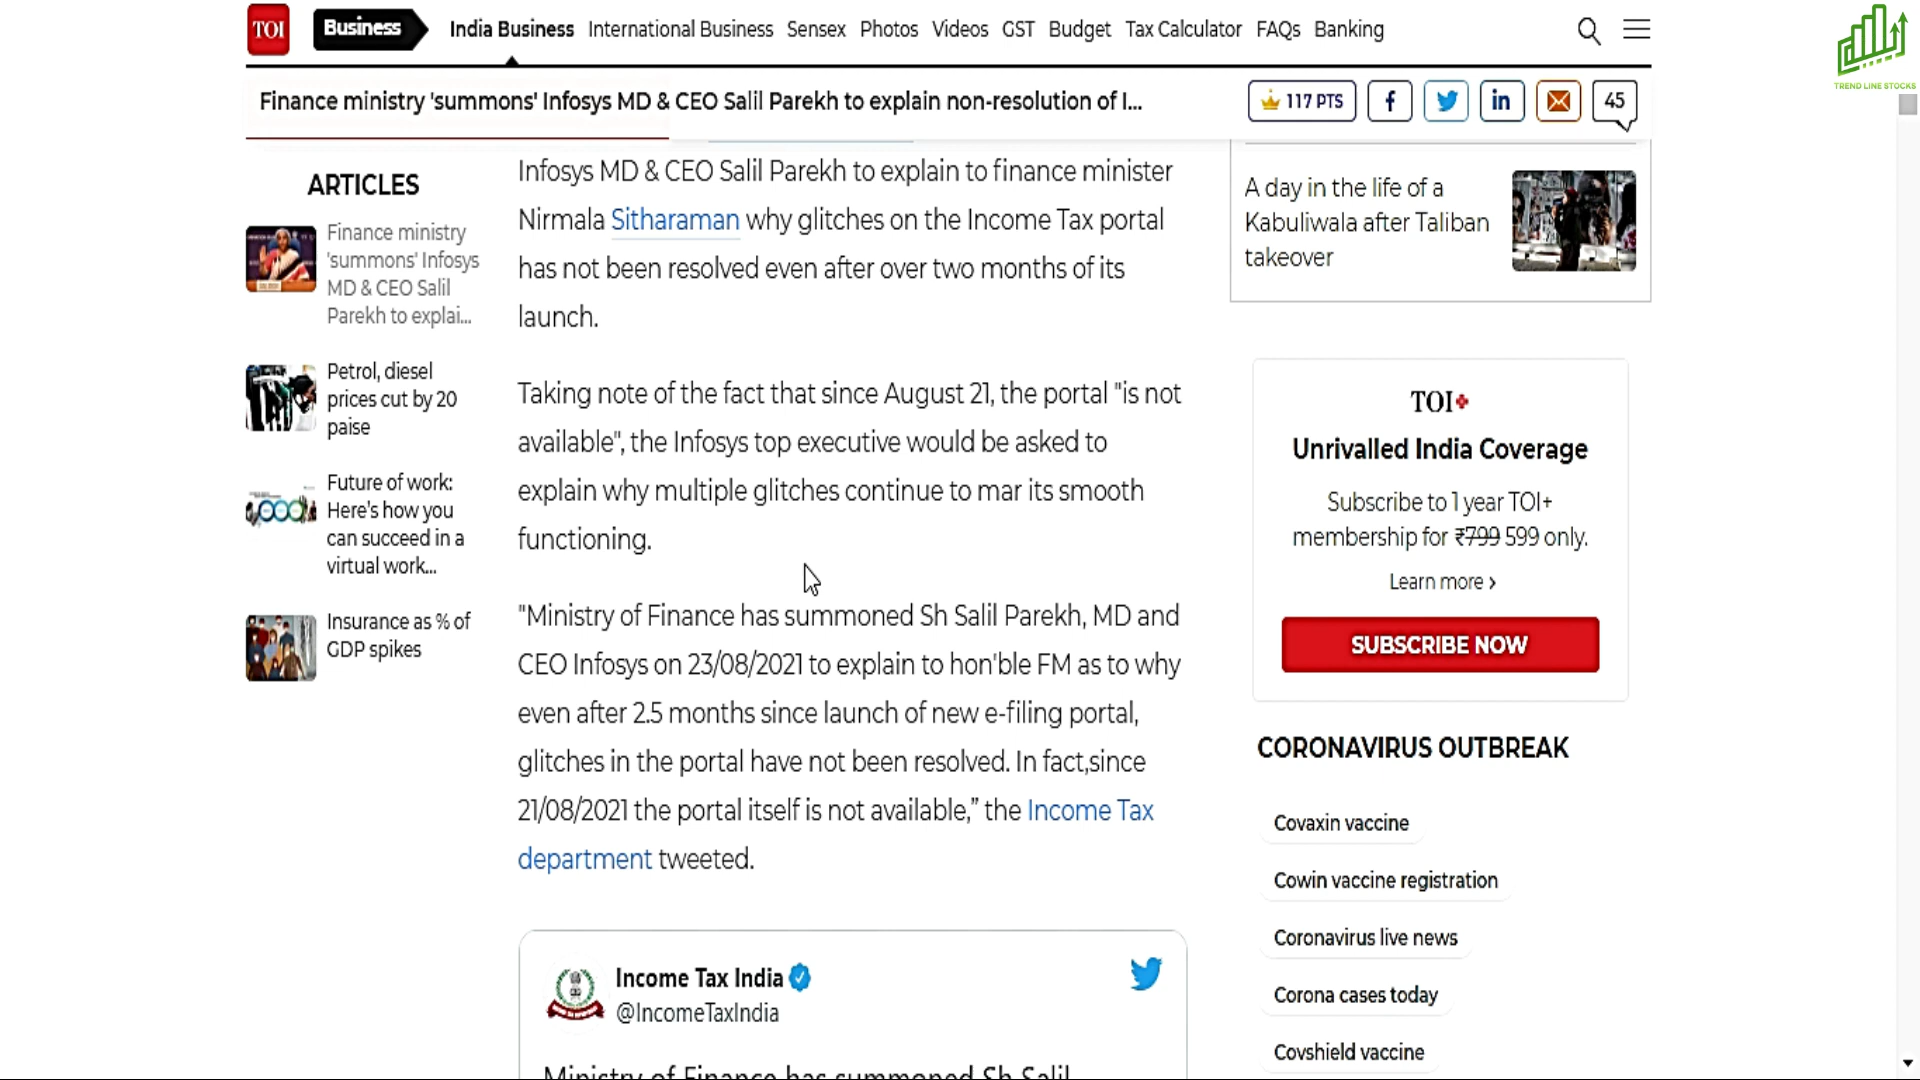 TOI
Business
India Business International Business Sensex Photos Videos GST Budget Tax Calculator FAQs Banking
TREND LINE STOCKS
Finance ministry 'summons' Infosys MD & CEO Salil Parekh to explain non-resolution of I...
117 PTS
f
in
45
ARTICLES
Finance ministry
'summons' Infosys
MD & CEO Salil
Parekh to explai...
Petrol, diesel
prices cut by 20
paise
Future of work:
Here's how you
can succeed in a
virtual work...
Insurance as % of
GDP spikes
Infosys MD & CEO Salil Parekh to explain to finance minister
Nirmala Sitharaman why glitches on the Income Tax portal
has not been resolved even after over two months of its
launch.
Taking note of the fact that since August 21, the portal "is not
available", the Infosys top executive would be asked to
explain why multiple glitches continue to mar its smooth
functioning.
"Ministry of Finance has summoned Sh Salil Parekh, MD and
CEO Infosys on 23/08/2021 to explain to hon'ble FM as to why
even after 2.5 months since launch of new e-filing portal,
glitches in the portal have not been resolved. In fact,since
21/08/2021 the portal itself is not available,” the Income Tax
department tweeted.
Income Tax India
@IncomeTaxIndia
Ministry of Finance has summoned Sh Salil
A day in the life of a
Kabuliwala after Taliban
takeover
TOI+
Unrivalled India Coverage
Subscribe to 1 year TOI+
membership for ₹799 599 only.
Learn more ›
SUBSCRIBE NOW
CORONAVIRUS OUTBREAK
Covaxin vaccine
Cowin vaccine registration
Coronavirus live news
Corona cases today
Covshield vaccine